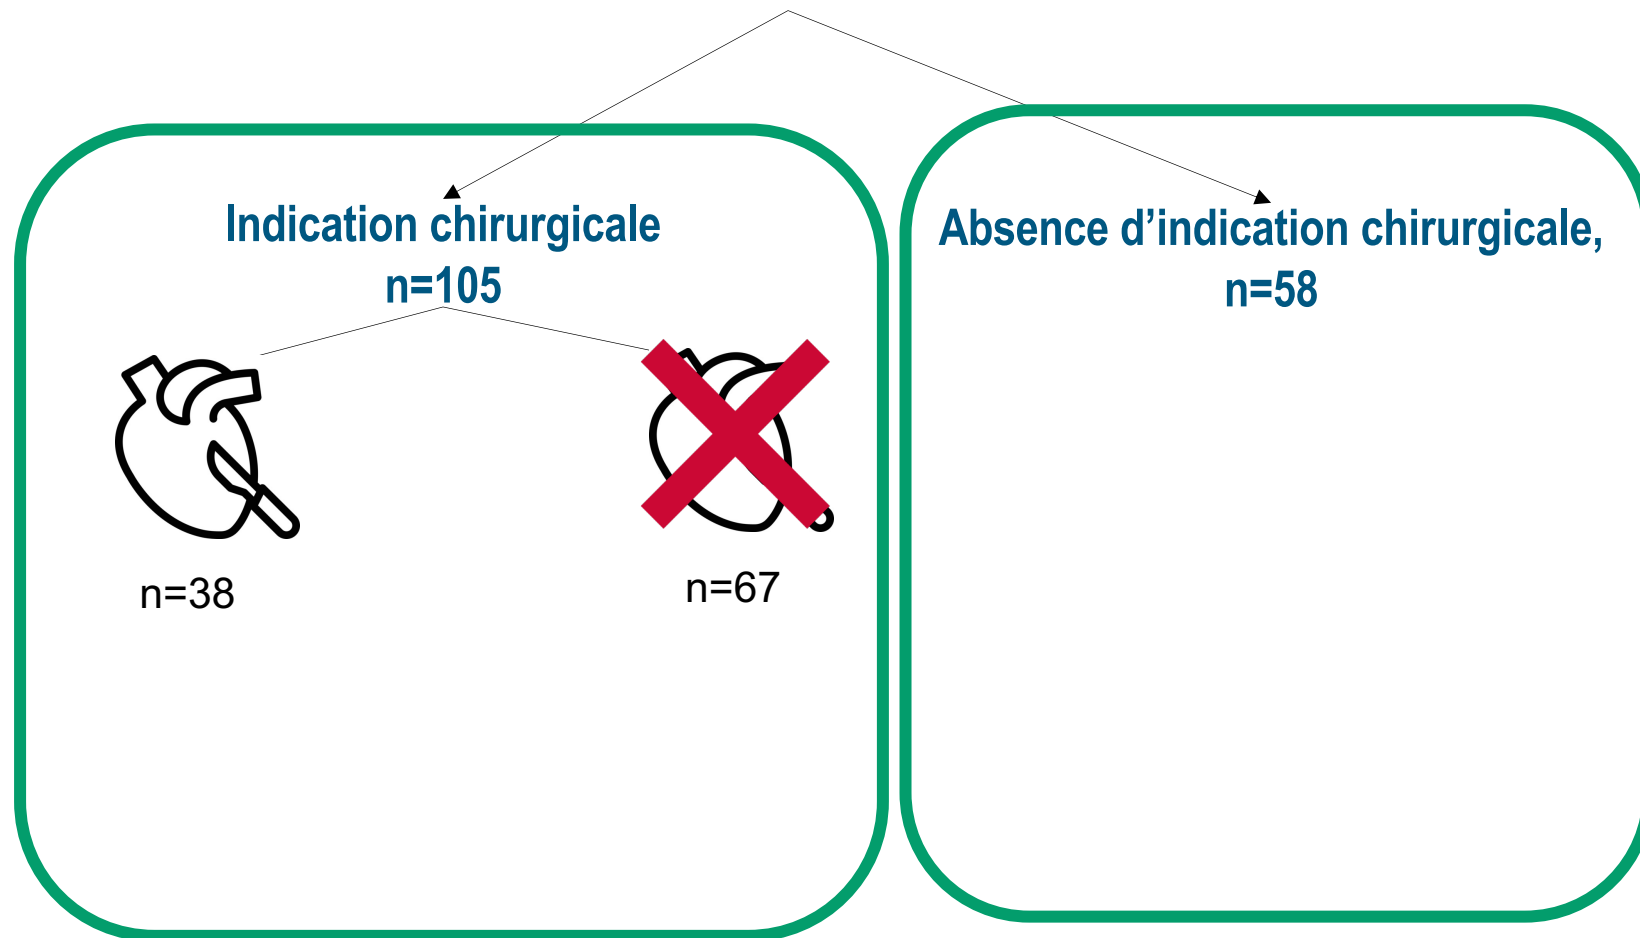 Indication chirurgicale
n=105
Absence d’indication chirurgicale,
n=58
n=38
n=67